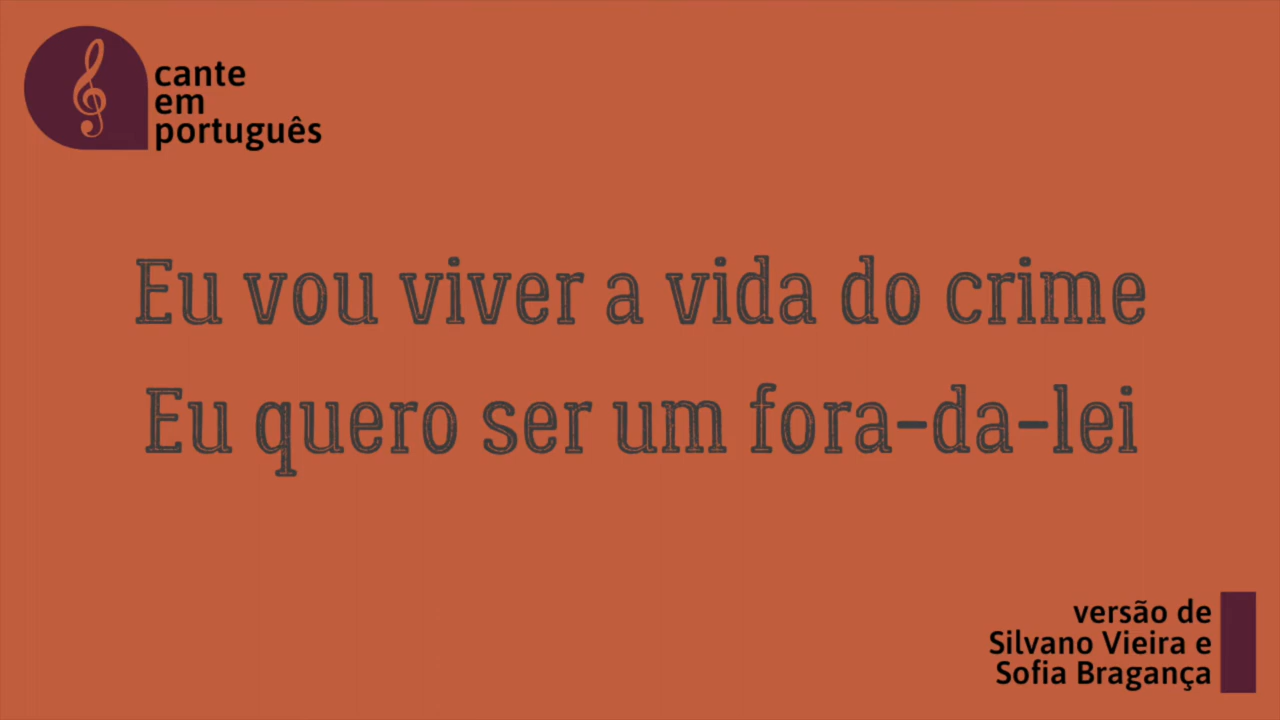 cante
em
português
Eu vou viver a vida do crime
Eu quero ser um fora-da-lei
versão de
Silvano Vieira e
Sofia Bragança